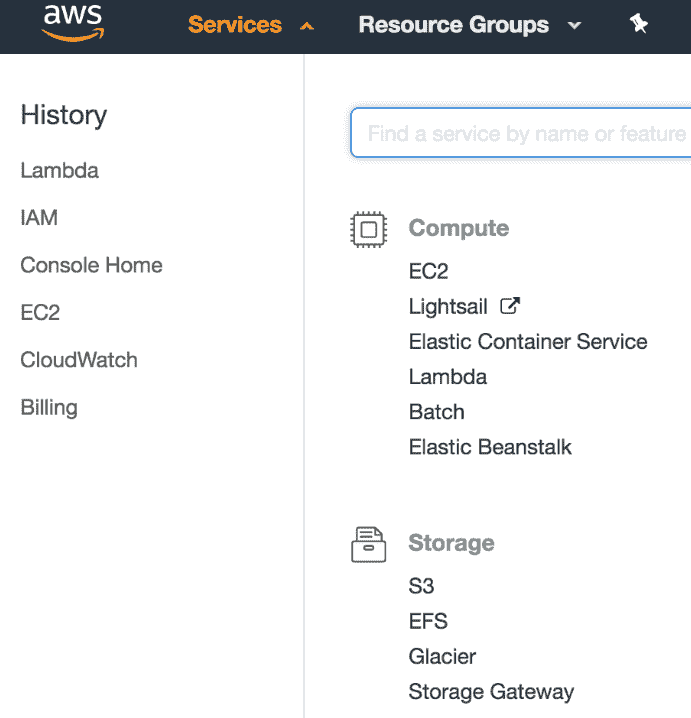 aws
Services
Resource Groups
History
Lambda
IAM
Console Home
EC2
CloudWatch
Billing
Find a service by name or feature
Compute
EC2
Lightsail
Elastic Container Service
Lambda
Batch
Elastic Beanstalk
Storage
S3
EFS
Glacier
Storage Gateway